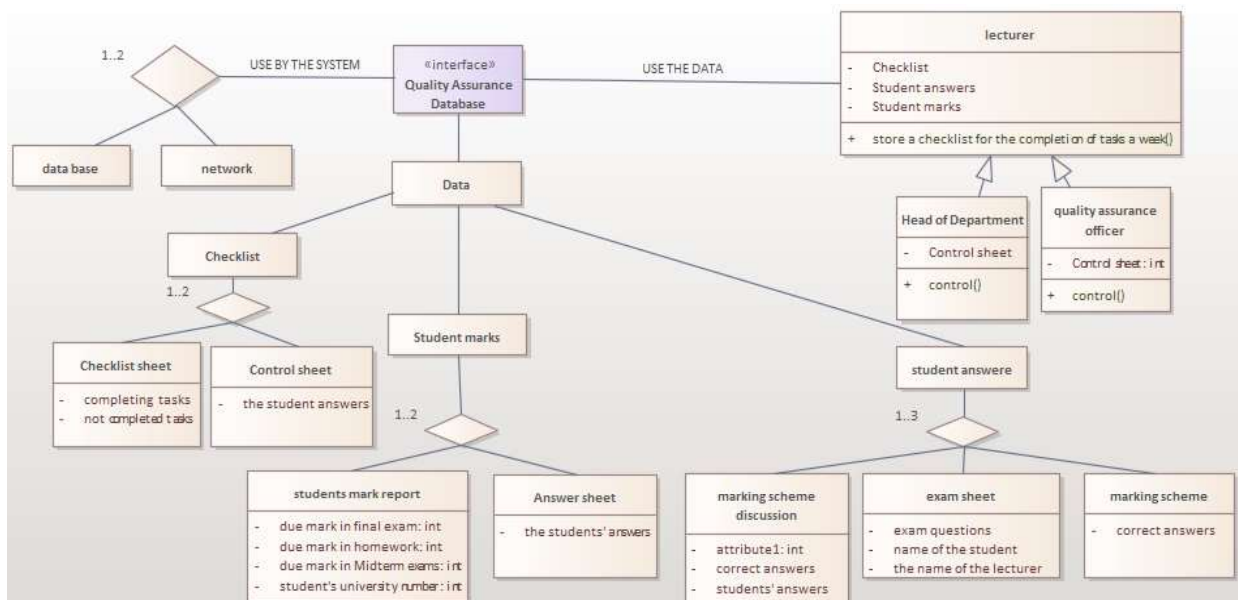 1..2
USE BY THE SYSTEM
«interface»
Quality Assurance
Database
USE THE DATA
lecturer
- Checklist
- Student answers
- Student marks
+ store a checklist for the completion of tasks a week()
data base
network
Data
Head of Department
- Control sheet
+ control()
quality assurance
officer
- Control sheet: int
+ control()
Checklist
1..2
Checklist sheet
- completing tasks
- not completed tasks
Control sheet
- the student answers
Student marks
1..2
students mark report
- due mark in final exam: int
- due mark in homework: int
- due mark in Midterm exams: int
- student's university number: int
Answer sheet
- the students' answers
student answere
1..3
marking scheme
discussion
- attribute1: int
- correct answers
- students' answers
exam sheet
- exam questions
- name of the student
- the name of the lecturer
marking scheme
- correct answers